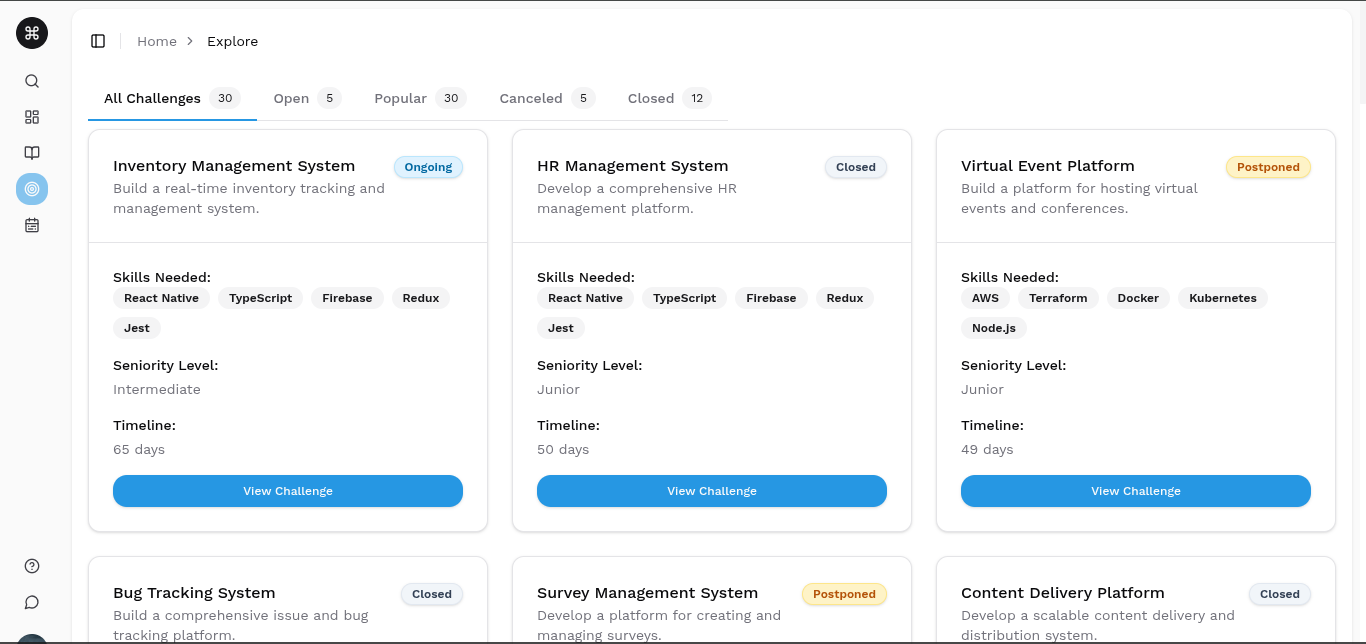 Home > Explore
All Challenges 30 Open 5 Popular 30 Canceled 5 Closed 12
Inventory Management System Ongoing
Build a real-time inventory tracking and
management system.
Skills Needed:
React Native TypeScript Firebase Redux
Jest
Seniority Level:
Intermediate
Timeline:
65 days
View Challenge
HR Management System Closed
Develop a comprehensive HR
management platform.
Skills Needed:
React Native TypeScript Firebase Redux
Jest
Seniority Level:
Junior
Timeline:
50 days
View Challenge
Virtual Event Platform Postponed
Build a platform for hosting virtual
events and conferences.
Skills Needed:
AWS Terraform Docker Kubernetes
Node.js
Seniority Level:
Junior
Timeline:
49 days
View Challenge
Bug Tracking System Closed
Build a comprehensive issue and bug
tracking platform.
Survey Management System Postponed
Develop a platform for creating and
managing surveys.
Content Delivery Platform Closed
Develop a scalable content delivery and
distribution system.